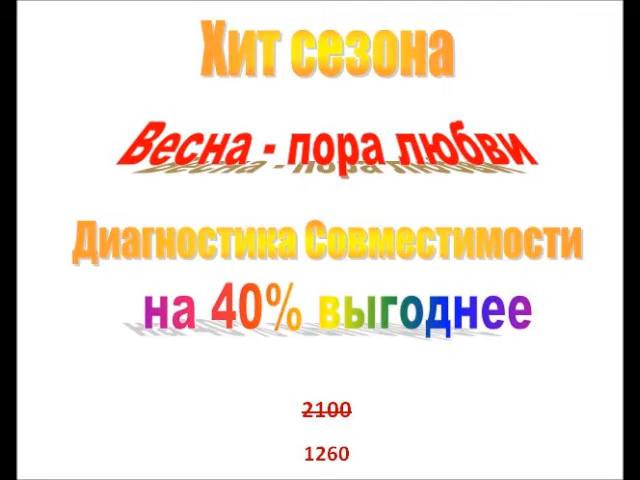 Хит сезона
Весна - пора любви
Диагностика Совместимости
на 40% выгоднее
2100
1260